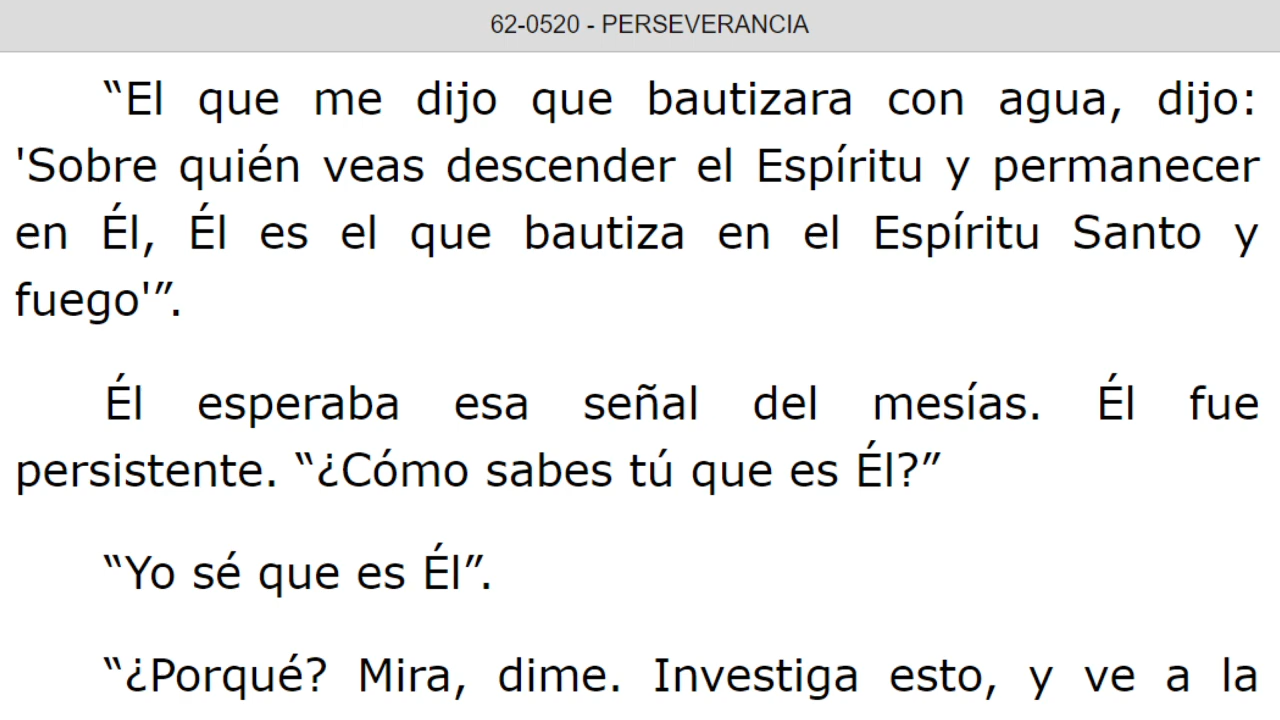 62-0520 - PERSEVERANCIA
“El que me dijo que bautizara con agua, dijo:
'Sobre quién veas descender el Espíritu y permanecer
en Él, Él es el que bautiza en el Espíritu Santo y
fuego'”.
Él esperaba esa señal del mesías. Él fue
persistente. “¿Cómo sabes tú que es Él?”
“Yo sé que es Él”.
“¿Porqué? Mira, dime. Investiga esto, y ve a la